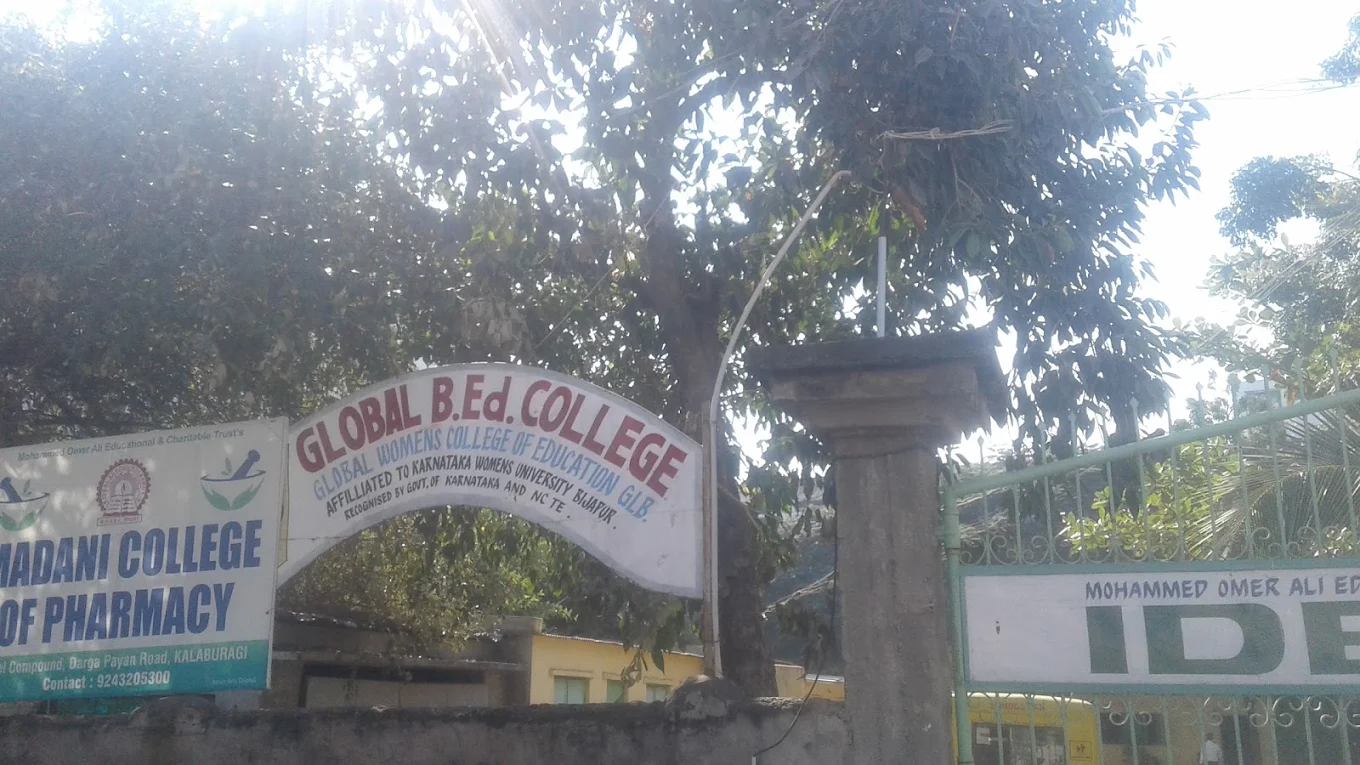 Mohammed Omer Ali Educational & Charitable Trust's
MADANI COLLEGE
OF PHARMACY
Compound, Darga Payan Road, KALABURAGI
Contact : 9243205300
GLOBAL B.Ed. COLLEGE
GLOBAL WOMENS COLLEGE OF EDUCATION GLB.
AFFILIATED TO KARNATAKA WOMENS UNIVERSITY BIJAPUR.
RECOGNISED BY GOVT. OF KARNATAKA AND NCTE.
MOHAMMED OMER ALI ED
IDE